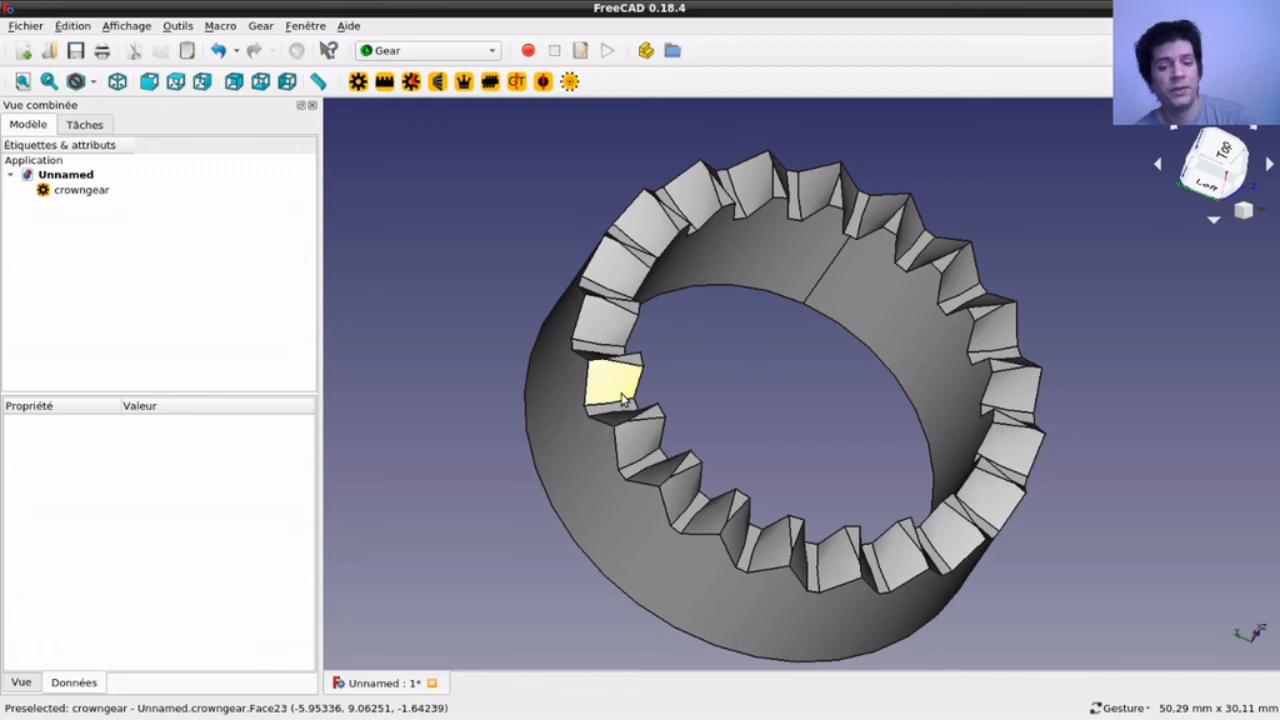 FreeCAD 0.18.4
Fichier Édition Affichage Outils Macro Gear Fenêtre Aide
Gear
Vue combinée
Modèle Tâches
Étiquettes & attributs
Application
Unnamed
crowngear
Top
Left
Z
Propriété Valeur
Vue Données
Unnamed : 1*
Preselected: crowngear - Unnamed.crowngear.Face23 (-5.95336, 9.06251, -1.64239)
Gesture 50,29 mm x 30,11 mm